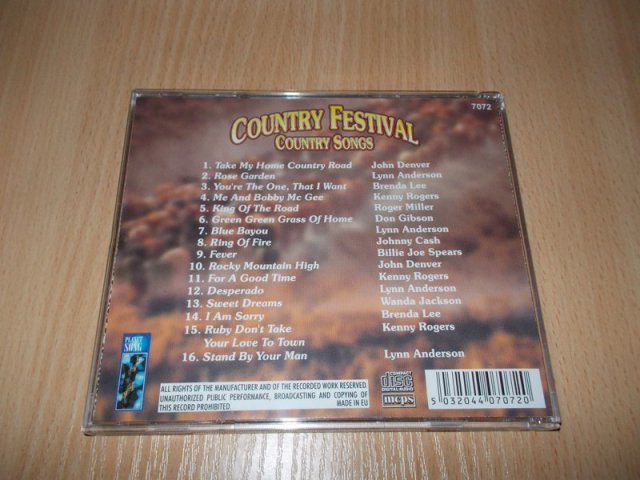 7072
COUNTRY FESTIVAL
COUNTRY SONGS
1. Take My Home Country Road John Denver
2. Rose Garden Lynn Anderson
3. You're The One, That I Want Brenda Lee
4. Me And Bobby Mc Gee Kenny Rogers
5. King Of The Road Roger Miller
6. Green Green Grass Of Home Don Gibson
7. Blue Bayou Lynn Anderson
8. Ring Of Fire Johnny Cash
9. Fever Billie Joe Spears
10. Rocky Mountain High John Denver
11. For A Good Time Kenny Rogers
12. Desperado Lynn Anderson
13. Sweet Dreams Wanda Jackson
14. I Am Sorry Brenda Lee
15. Ruby Don't Take Kenny Rogers
Your Love To Town
16. Stand By Your Man Lynn Anderson
PLANET
SONG
ALL RIGHTS OF THE MANUFACTURER AND OF THE RECORDED WORK RESERVED.
UNAUTHORIZED PUBLIC PERFORMANCE, BROADCASTING AND COPYING OF
THIS RECORD PROHIBITED. MADE IN EU
COMPACT
disc
DIGITAL AUDIO
mcps
5 032044 070720